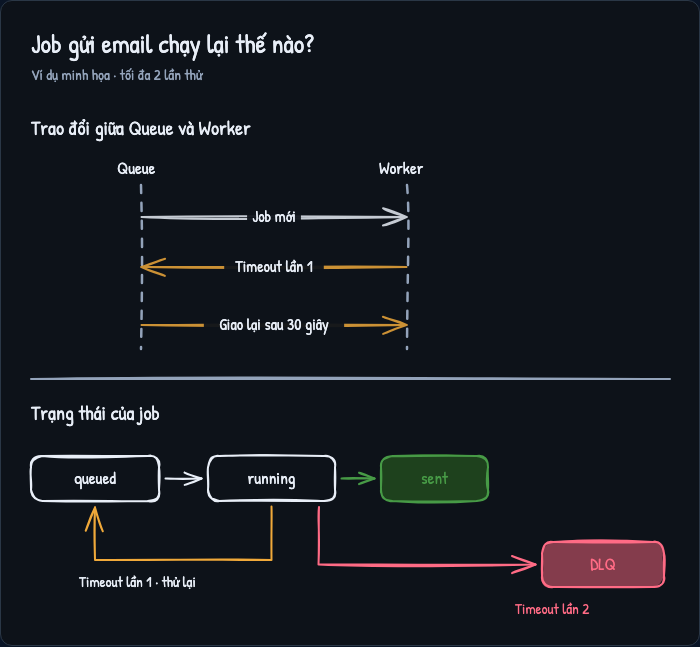 Job gửi email chạy lại thế nào?
Ví dụ minh họa · tối đa 2 lần thử
Trao đổi giữa Queue và Worker
Queue
Worker
Job mới
Timeout lần 1
Giao lại sau 30 giây
Trạng thái của job
queued
running
sent
DLQ
Timeout lần 1 · thử lại
Timeout lần 2